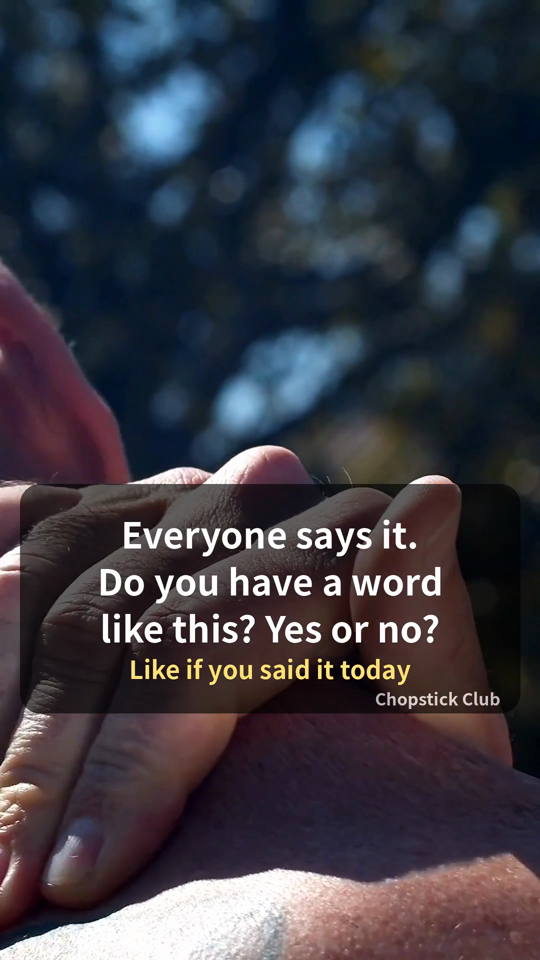 Everyone says it.
Do you have a word
like this? Yes or no?
Like if you said it today
Chopstick Club